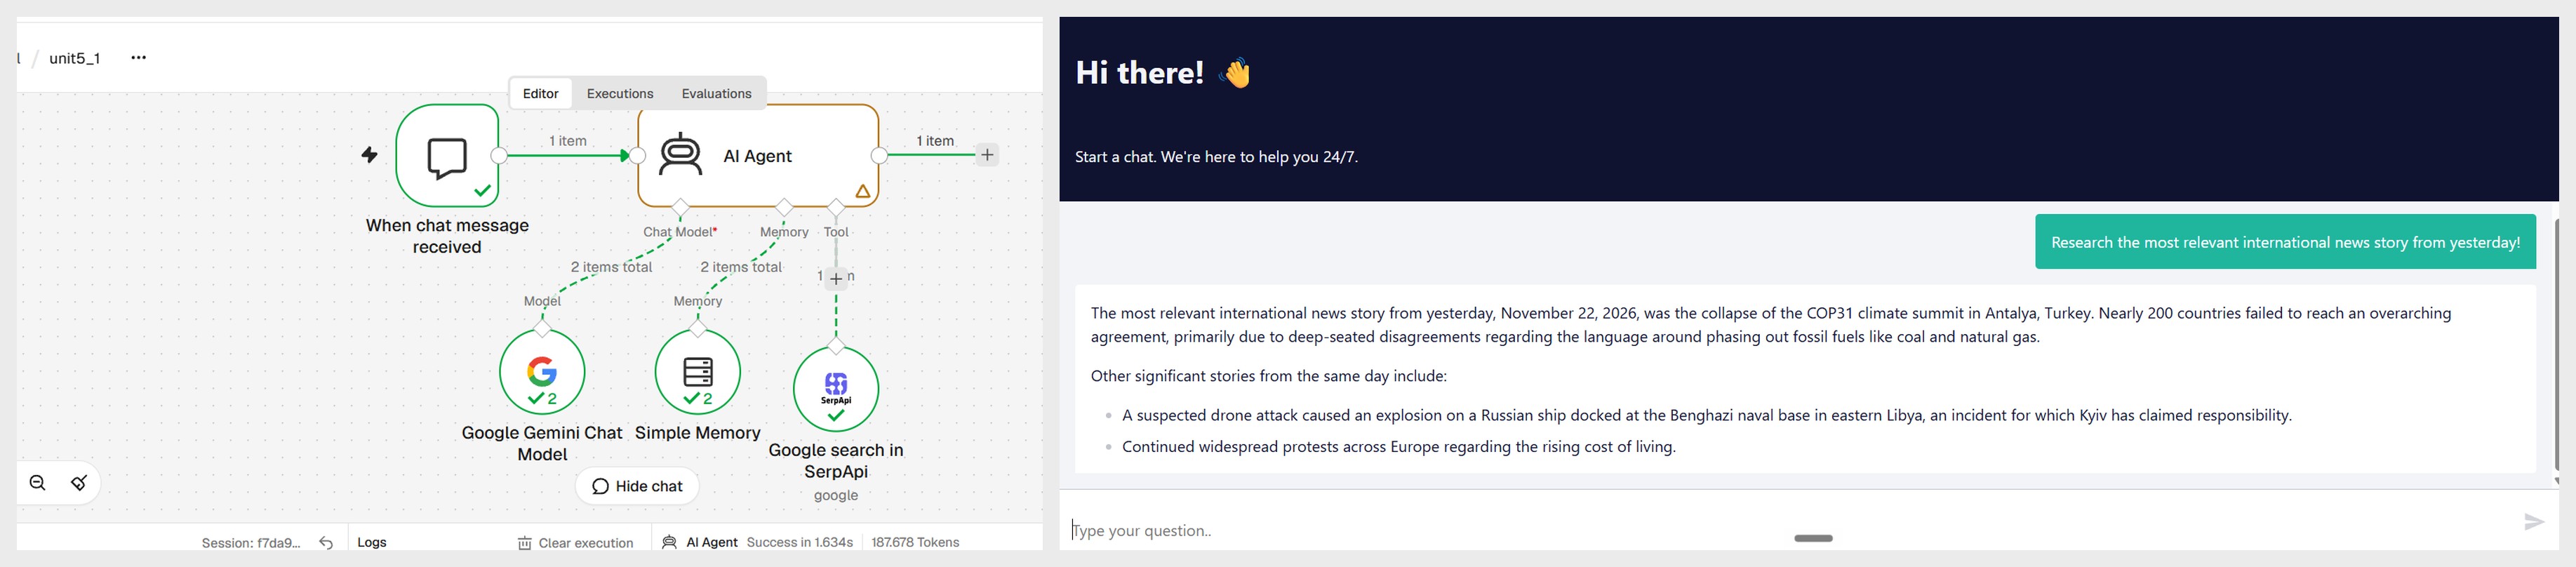 l / unit5_1 ...
Editor Executions Evaluations
1 item
AI Agent
1 item
When chat message
received
Chat Model*
Memory
Tool
2 items total
2 items total
1
n
Model
Memory
2
2
SerpApi
Google Gemini Chat
Model
Simple Memory
Google search in
SerpApi
google
Hide chat
Session: f7da9...
Logs
Clear execution
AI Agent Success in 1.634s 187.678 Tokens
Hi there! 👋
Start a chat. We're here to help you 24/7.
Research the most relevant international news story from yesterday!
The most relevant international news story from yesterday, November 22, 2026, was the collapse of the COP31 climate summit in Antalya, Turkey. Nearly 200 countries failed to reach an overarching
agreement, primarily due to deep-seated disagreements regarding the language around phasing out fossil fuels like coal and natural gas.
Other significant stories from the same day include:
• A suspected drone attack caused an explosion on a Russian ship docked at the Benghazi naval base in eastern Libya, an incident for which Kyiv has claimed responsibility.
• Continued widespread protests across Europe regarding the rising cost of living.
Type your question..